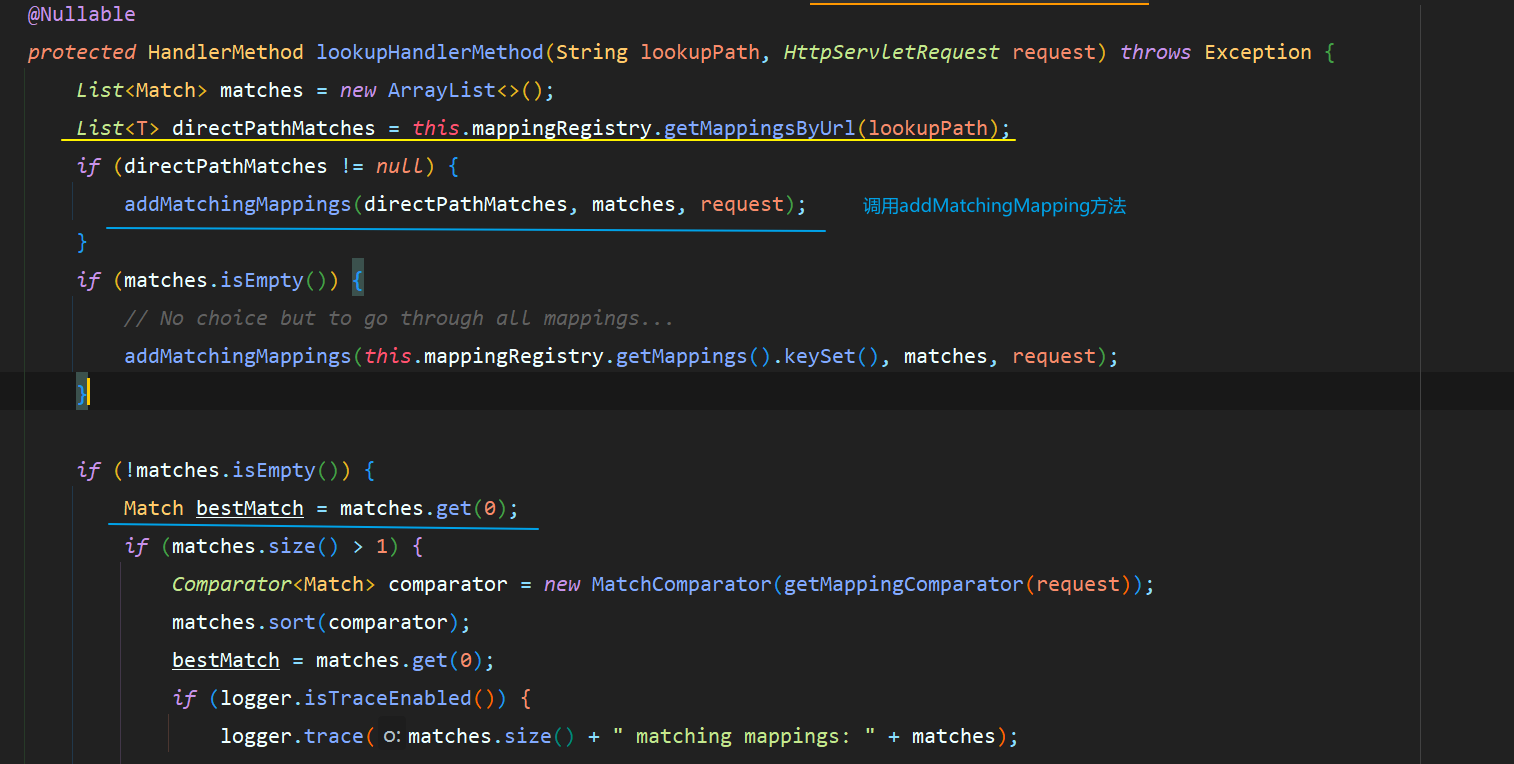 @Nullable
protected HandlerMethod lookupHandlerMethod(String lookupPath, HttpServletRequest request) throws Exception {
List<Match> matches = new ArrayList<>();
List<T> directPathMatches = this.mappingRegistry.getMappingsByUrl(lookupPath);
if (directPathMatches != null) {
addMatchingMappings(directPathMatches, matches, request); 调用addMatchingMapping方法
}
if (matches.isEmpty()) {
// No choice but to go through all mappings...
addMatchingMappings(this.mappingRegistry.getMappings().keySet(), matches, request);
}
if (!matches.isEmpty()) {
Match bestMatch = matches.get(0);
if (matches.size() > 1) {
Comparator<Match> comparator = new MatchComparator(getMappingComparator(request));
matches.sort(comparator);
bestMatch = matches.get(0);
if (logger.isTraceEnabled()) {
logger.trace( o: matches.size() + " matching mappings: " + matches);